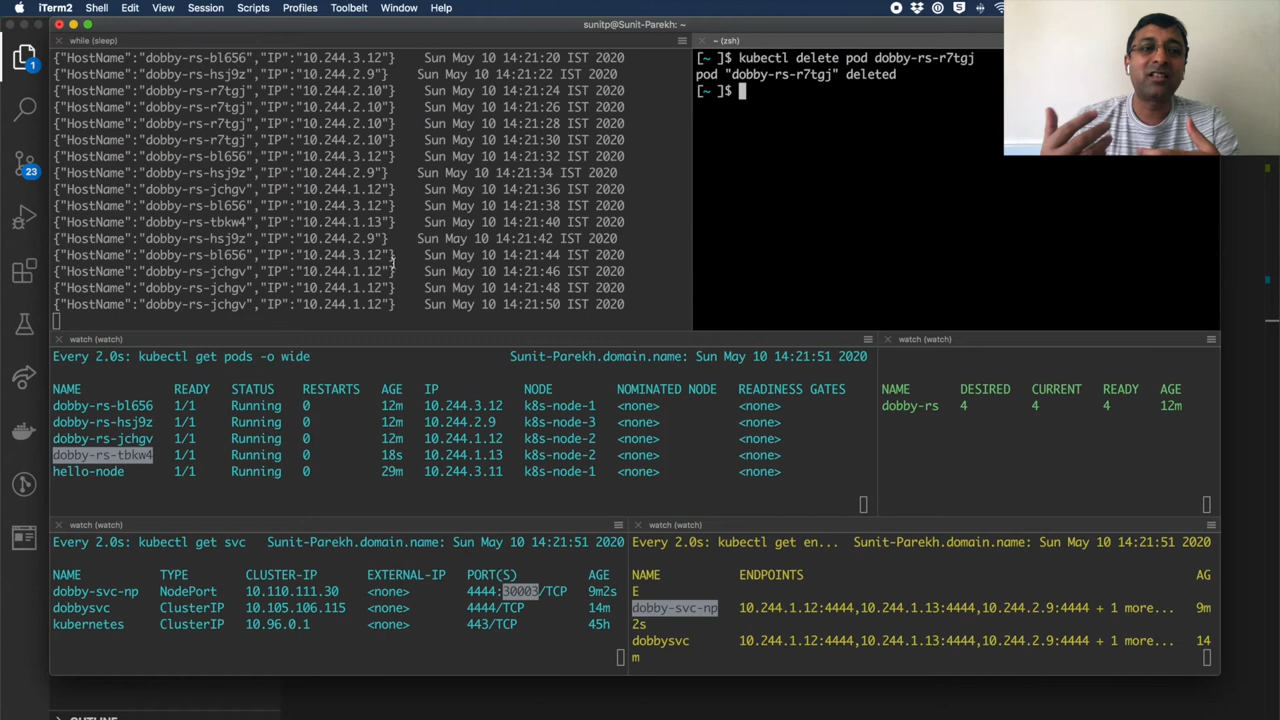 iTerm2 Shell Edit View Session Scripts Profiles Toolbelt Window Help
sunitp@Sunit-Parekh: ~
while (sleep)
{"HostName":"dobby-rs-bl656","IP":"10.244.3.12"} Sun May 10 14:21:20 IST 2020
{"HostName":"dobby-rs-hsj9z","IP":"10.244.2.9"} Sun May 10 14:21:22 IST 2020
{"HostName":"dobby-rs-r7tgj","IP":"10.244.2.10"} Sun May 10 14:21:24 IST 2020
{"HostName":"dobby-rs-r7tgj","IP":"10.244.2.10"} Sun May 10 14:21:26 IST 2020
{"HostName":"dobby-rs-r7tgj","IP":"10.244.2.10"} Sun May 10 14:21:28 IST 2020
{"HostName":"dobby-rs-r7tgj","IP":"10.244.2.10"} Sun May 10 14:21:30 IST 2020
{"HostName":"dobby-rs-bl656","IP":"10.244.3.12"} Sun May 10 14:21:32 IST 2020
{"HostName":"dobby-rs-hsj9z","IP":"10.244.2.9"} Sun May 10 14:21:34 IST 2020
{"HostName":"dobby-rs-jchgv","IP":"10.244.1.12"} Sun May 10 14:21:36 IST 2020
{"HostName":"dobby-rs-bl656","IP":"10.244.3.12"} Sun May 10 14:21:38 IST 2020
{"HostName":"dobby-rs-tbkw4","IP":"10.244.1.13"} Sun May 10 14:21:40 IST 2020
{"HostName":"dobby-rs-hsj9z","IP":"10.244.2.9"} Sun May 10 14:21:42 IST 2020
{"HostName":"dobby-rs-bl656","IP":"10.244.3.12"} Sun May 10 14:21:44 IST 2020
{"HostName":"dobby-rs-jchgv","IP":"10.244.1.12"} Sun May 10 14:21:46 IST 2020
{"HostName":"dobby-rs-jchgv","IP":"10.244.1.12"} Sun May 10 14:21:48 IST 2020
{"HostName":"dobby-rs-jchgv","IP":"10.244.1.12"} Sun May 10 14:21:50 IST 2020
~ (zsh)
[~ ]$ kubectl delete pod dobby-rs-r7tgj
pod "dobby-rs-r7tgj" deleted
[~ ]$
1
23
watch (watch)
Every 2.0s: kubectl get pods -o wide Sunit-Parekh.domain.name: Sun May 10 14:21:51 2020
NAME READY STATUS RESTARTS AGE IP NODE NOMINATED NODE READINESS GATES
dobby-rs-bl656 1/1 Running 0 12m 10.244.3.12 k8s-node-1 <none> <none>
dobby-rs-hsj9z 1/1 Running 0 12m 10.244.2.9 k8s-node-3 <none> <none>
dobby-rs-jchgv 1/1 Running 0 12m 10.244.1.12 k8s-node-2 <none> <none>
dobby-rs-tbkw4 1/1 Running 0 18s 10.244.1.13 k8s-node-2 <none> <none>
hello-node 1/1 Running 0 29m 10.244.3.11 k8s-node-1 <none> <none>
watch (watch)
NAME DESIRED CURRENT READY AGE
dobby-rs 4 4 4 12m
watch (watch)
Every 2.0s: kubectl get svc Sunit-Parekh.domain.name: Sun May 10 14:21:51 2020
NAME TYPE CLUSTER-IP EXTERNAL-IP PORT(S) AGE
dobby-svc-np NodePort 10.110.111.30 <none> 4444:30003/TCP 9m2s
dobbysvc ClusterIP 10.105.106.115 <none> 4444/TCP 14m
kubernetes ClusterIP 10.96.0.1 <none> 443/TCP 45h
watch (watch)
Every 2.0s: kubectl get en... Sunit-Parekh.domain.name: Sun May 10 14:21:51 2020
NAME ENDPOINTS AG
E
dobby-svc-np 10.244.1.12:4444,10.244.1.13:4444,10.244.2.9:4444 + 1 more... 9m
2s
dobbysvc 10.244.1.12:4444,10.244.1.13:4444,10.244.2.9:4444 + 1 more... 14
m
OUTLINE